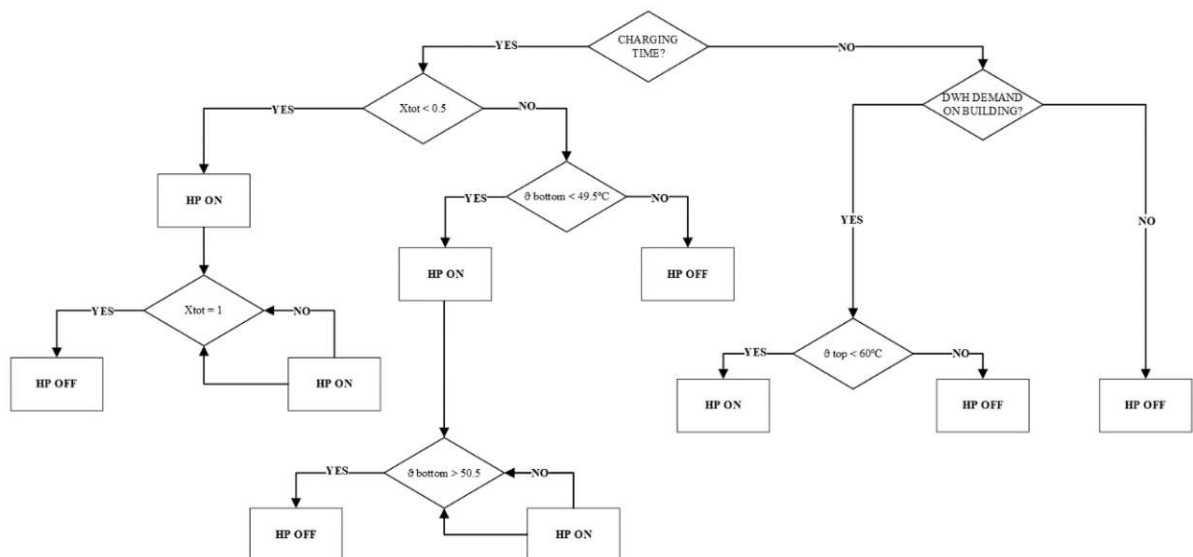 CHARGING
TIME?
YES
NO
Xtot < 0.5
DWH DEMAND
ON BUILDING?
YES
NO
HP ON
ϑ bottom < 49.5°C
YES
NO
YES
NO
HP ON
HP OFF
Xtot = 1
YES
NO
ϑ top < 60°C
YES
NO
HP OFF
HP ON
HP ON
HP OFF
HP OFF
ϑ bottom > 50.5
YES
NO
HP OFF
HP ON